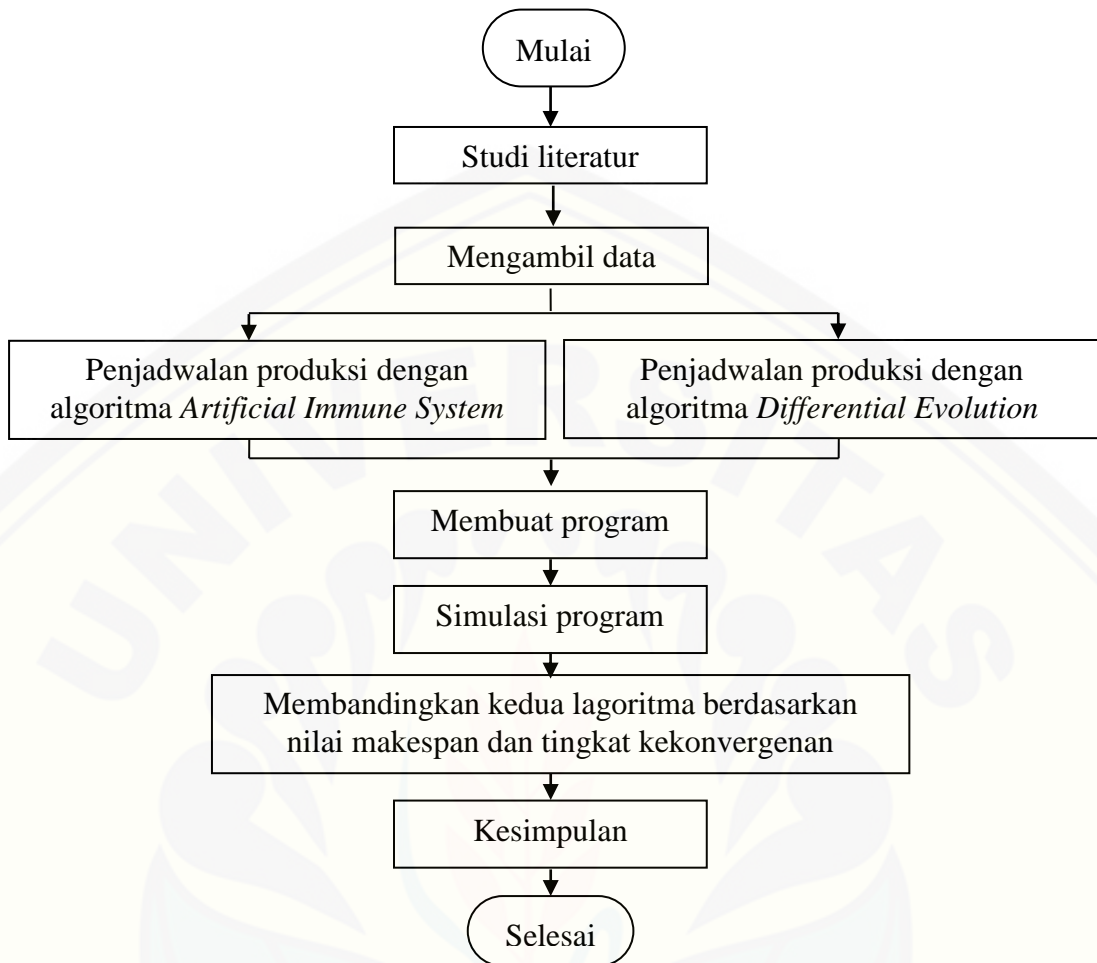 Mulai
Studi literatur
Mengambil data
Penjadwalan produksi dengan
algoritma Artificial Immune System
Penjadwalan produksi dengan
algoritma Differential Evolution
Membuat program
Simulasi program
Membandingkan kedua lagoritma berdasarkan
nilai makespan dan tingkat kekonvergenan
Kesimpulan
Selesai
UNIVERSITAS